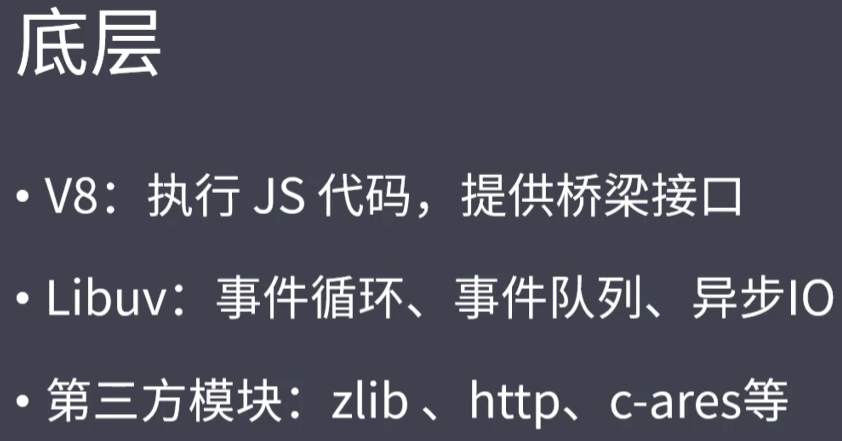 底层
• V8：执行 JS 代码，提供桥梁接口
• Libuv：事件循环、事件队列、异步IO
• 第三方模块：zlib 、http、c-ares等